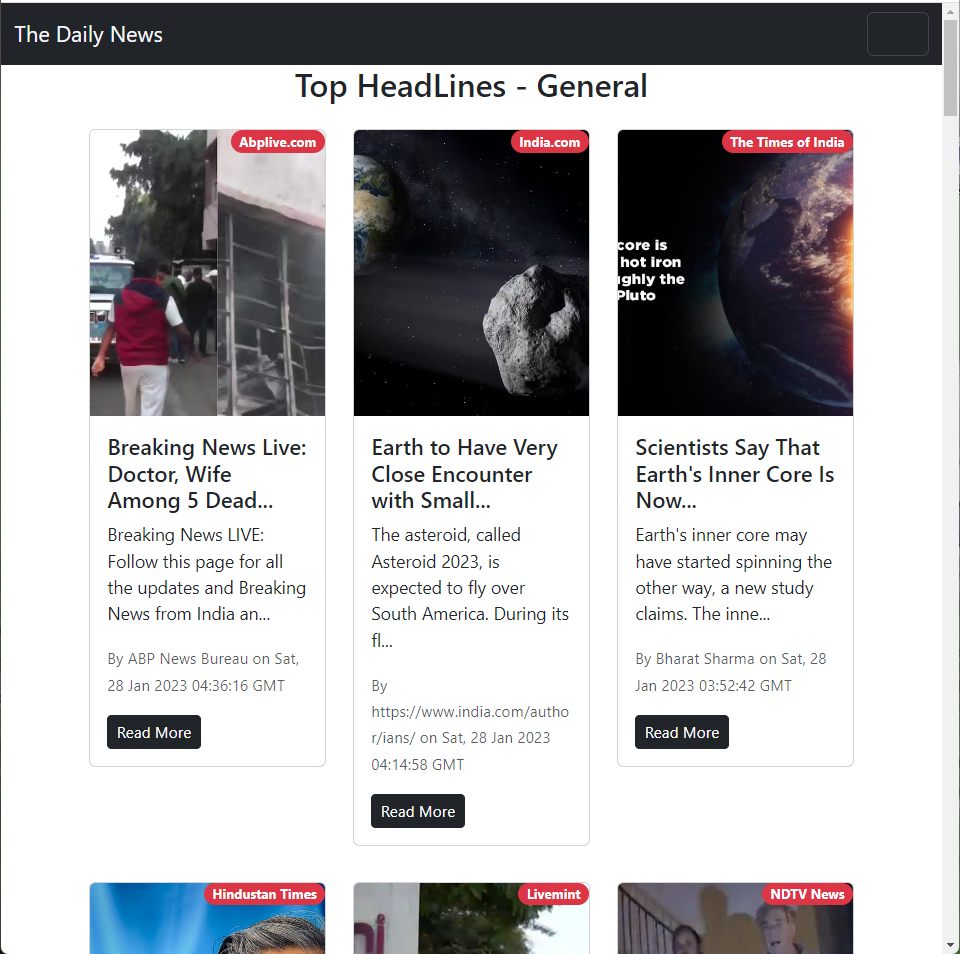 The Daily News
Top HeadLines - General
Abplive.com
Breaking News Live:
Doctor, Wife
Among 5 Dead...
Breaking News LIVE:
Follow this page for all
the updates and Breaking
News from India an...
By ABP News Bureau on Sat,
28 Jan 2023 04:36:16 GMT
Read More
India.com
Earth to Have Very
Close Encounter
with Small...
The asteroid, called
Asteroid 2023, is
expected to fly over
South America. During its
fl...
By
https://www.india.com/autho
r/ians/ on Sat, 28 Jan 2023
04:14:58 GMT
Read More
The Times of India
core is
hot iron
ughly the
Pluto
Scientists Say That
Earth's Inner Core Is
Now...
Earth's inner core may
have started spinning the
other way, a new study
claims. The inne...
By Bharat Sharma on Sat, 28
Jan 2023 03:52:42 GMT
Read More
Hindustan Times
Livemint
NDTV News